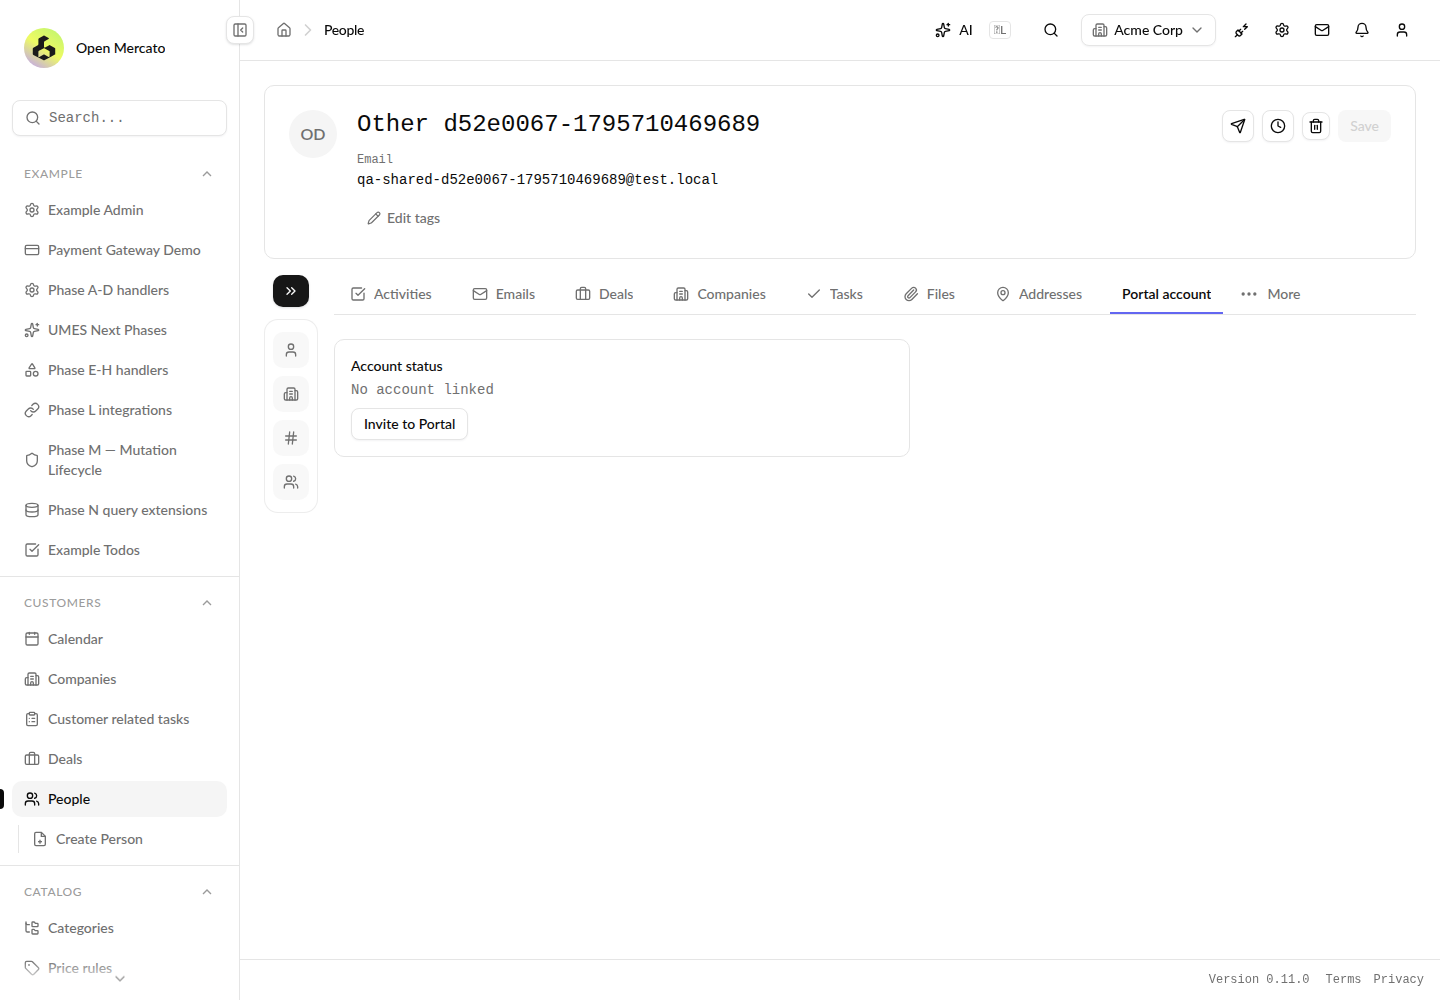 Open Mercato
Search...
EXAMPLE
Example Admin
Payment Gateway Demo
Phase A-D handlers
UMES Next Phases
Phase E-H handlers
Phase L integrations
Phase M — Mutation
Lifecycle
Phase N query extensions
Example Todos
CUSTOMERS
Calendar
Companies
Customer related tasks
Deals
People
Create Person
CATALOG
Categories
Price rules
People
AI
L
Acme Corp
OD
Other d52e0067-1795710469689
Save
Email
qa-shared-d52e0067-1795710469689@test.local
Edit tags
Activities
Emails
Deals
Companies
Tasks
Files
Addresses
Portal account
More
Account status
No account linked
Invite to Portal
Version 0.11.0
Terms
Privacy